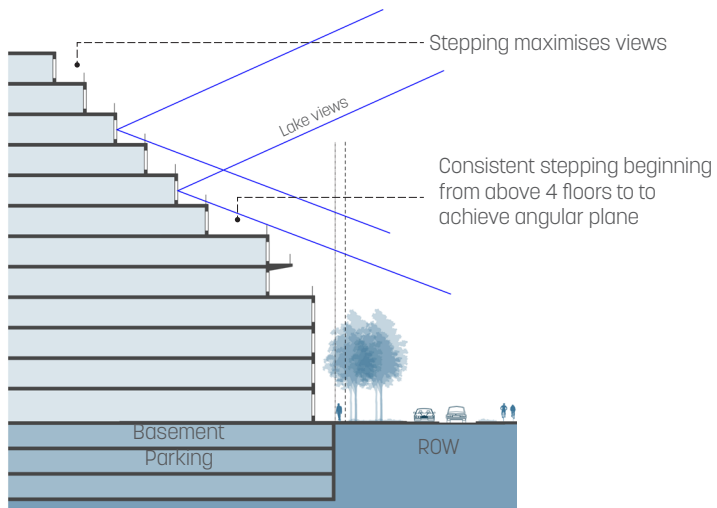 Stepping maximises views
Lake views
Consistent stepping beginning
from above 4 floors to to
achieve angular plane
Basement
Parking
ROW